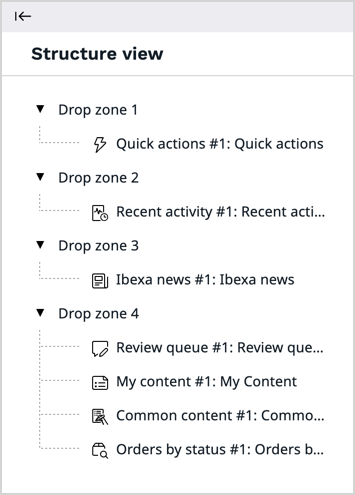 Structure view
Drop zone 1
Quick actions #1: Quick actions
Drop zone 2
Recent activity #1: Recent acti...
Drop zone 3
Ibexa news #1: Ibexa news
Drop zone 4
Review queue #1: Review que...
My content #1: My Content
Common content #1: Commo...
Orders by status #1: Orders b...